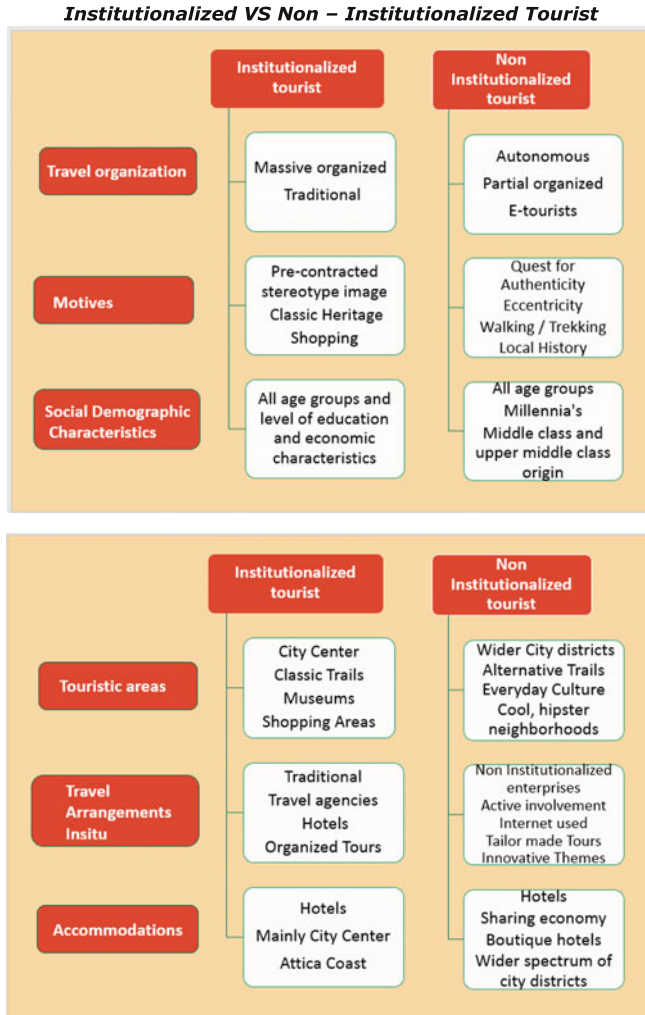 Institutionalized VS Non – Institutionalized Tourist
Institutionalized
tourist
Non
Institutionalized
tourist
Travel organization
Massive organized
Traditional
Autonomous
Partial organized
E-tourists
Motives
Pre-contracted
stereotype image
Classic Heritage
Shopping
Quest for
Authenticity
Eccentricity
Walking / Trekking
Local History
Social Demographic
Characteristics
All age groups and
level of education
and economic
characteristics
All age groups
Millennia's
Middle class and
upper middle class
origin
Institutionalized
tourist
Non
Institutionalized
tourist
Touristic areas
City Center
Classic Trails
Museums
Shopping Areas
Wider City districts
Alternative Trails
Everyday Culture
Cool, hipster
neighborhoods
Travel
Arrangements
Insitu
Traditional
Travel agencies
Hotels
Organized Tours
Non Institutionalized
enterprises
Active involvement
Internet used
Tailor made Tours
Innovative Themes
Accommodations
Hotels
Mainly City Center
Attica Coast
Hotels
Sharing economy
Boutique hotels
Wider spectrum of
city districts